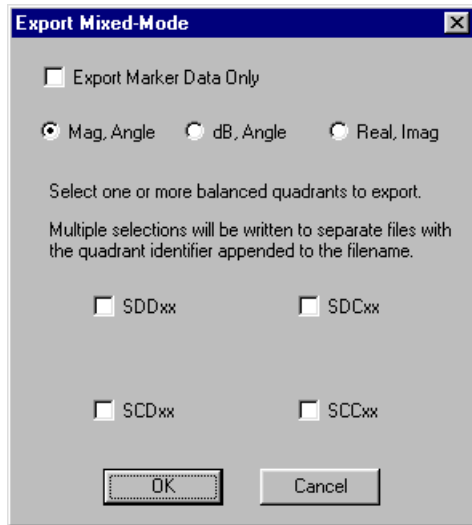 Export Mixed-Mode
Export Marker Data Only
Mag, Angle dB, Angle Real, Imag
Select one or more balanced quadrants to export.
Multiple selections will be written to separate files with
the quadrant identifier appended to the filename.
SDDxx SDCxx
SCDxx SCCxx
OK Cancel